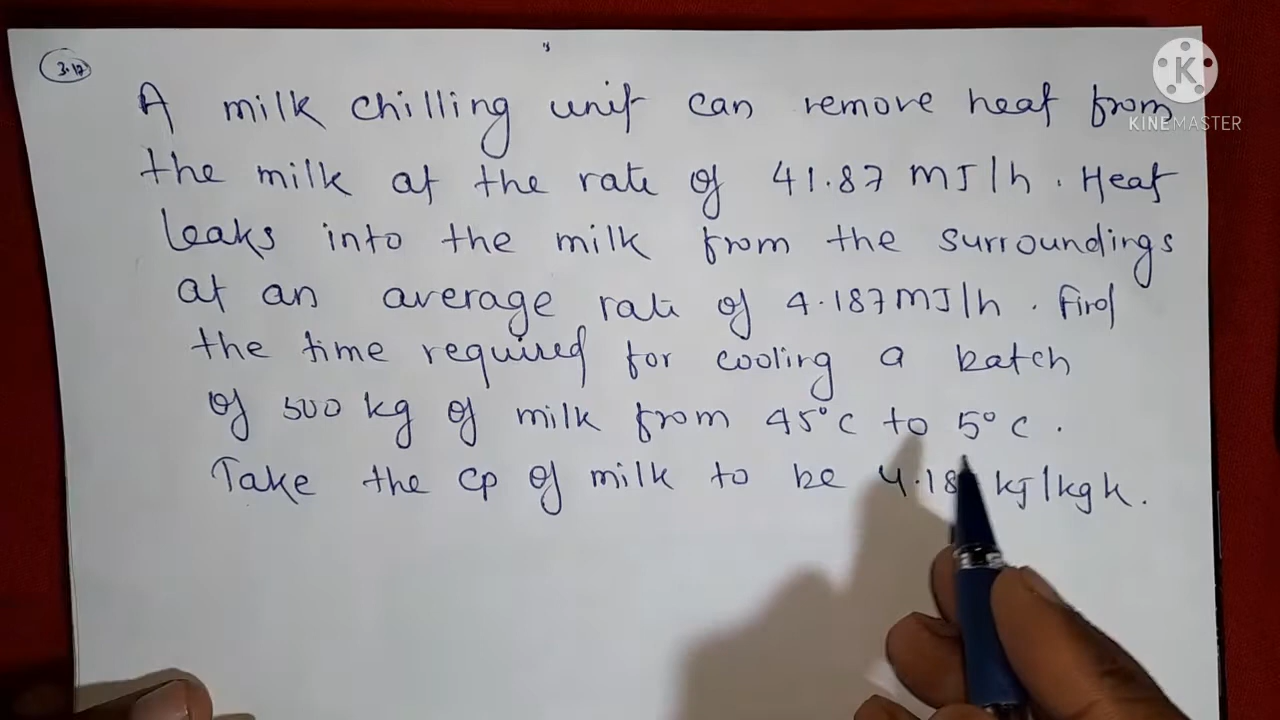 3.17
A milk chilling unit can remove heat from
K
KINEMASTER
the milk at the rate of 41.87 MJ/h. Heat
leaks into the milk from the surroundings
at an average rate of 4.187 MJ/h. Find
the time required for cooling a batch
of 500 kg of milk from 45°C to 5°C.
Take the cp of milk to be 4.18 kJ/kgK.